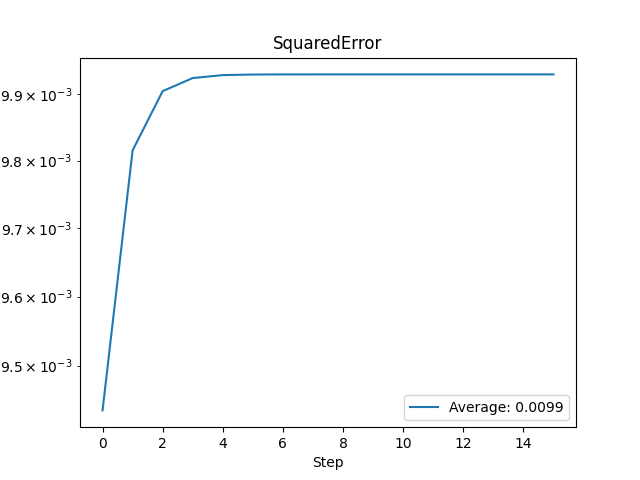 SquaredError
9.9 × 10⁻³
9.8 × 10⁻³
9.7 × 10⁻³
9.6 × 10⁻³
9.5 × 10⁻³
Average: 0.0099
0 2 4 6 8 10 12 14
Step